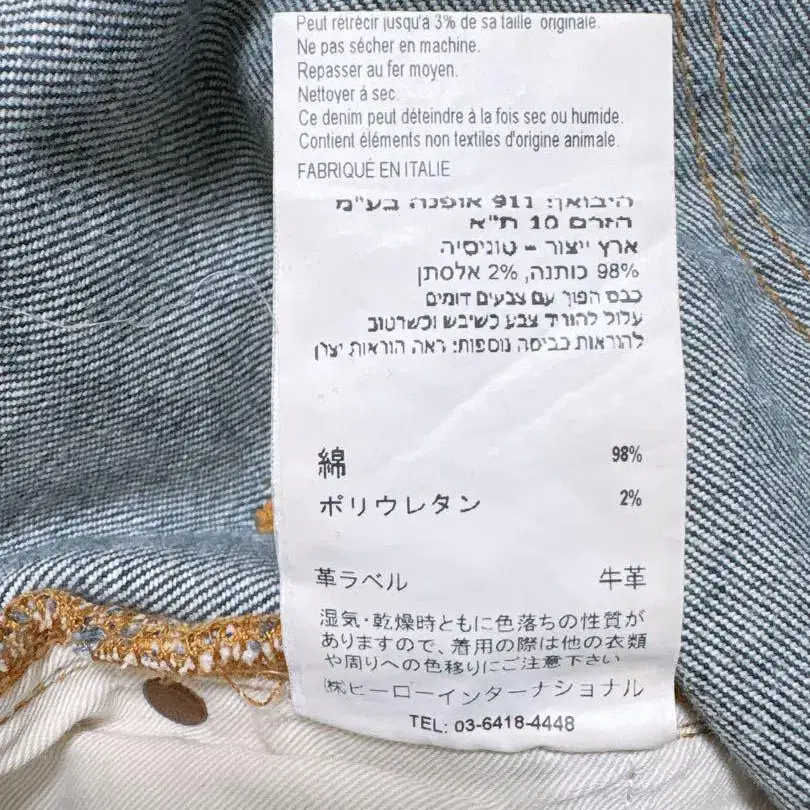 Peut rétrécir jusqu'à 3% de sa taille originale.
Ne pas sécher en machine.
Repasser au fer moyen.
Nettoyer à sec.
Ce denim peut déteindre à la fois sec ou humide.
Contient éléments non textiles d'origine animale.
FABRIQUÉ EN ITALIE
היבואן: 911 אופנה בע"מ
הזרם 10 ת"א
ארץ ייצור - טוניסיה
98% כותנה, 2% אלסתן
כבס הפוך עם צבעים דומים
עלול להוריד צבע כשיבש וכשרטוב
להוראות כביסה נוספות: ראה הוראות יצרן
綿 98%
ポリウレタン 2%
革ラベル 牛革
湿気・乾燥時ともに色落ちの性質が
ありますので、着用の際は他の衣類
や周りへの色移りにご注意下さい
㈱ヒーローインターナショナル
TEL: 03-6418-4448